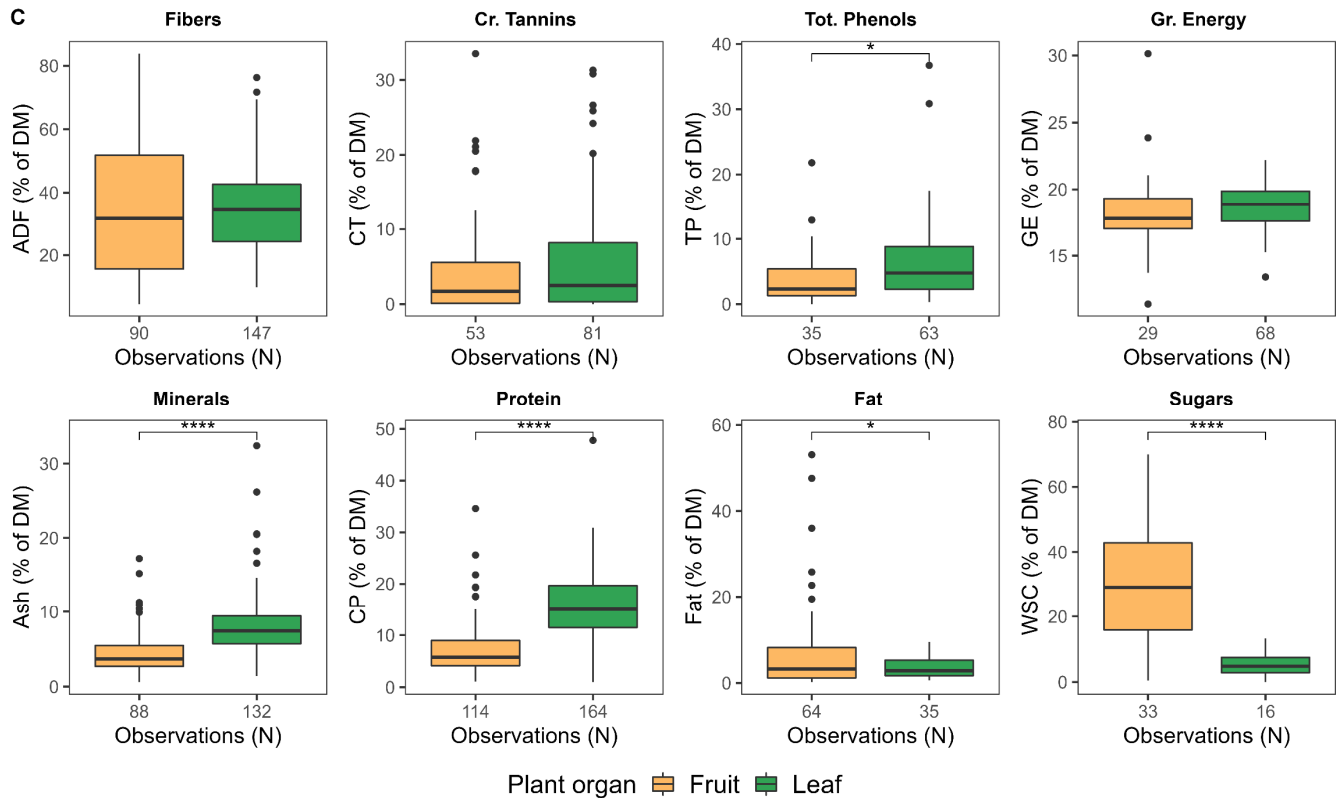 C
Fibers
ADF (% of DM)
80
60
40
20
90 147
Observations (N)
Cr. Tannins
CT (% of DM)
30
20
10
0
53 81
Observations (N)
Tot. Phenols
TP (% of DM)
40
30
20
10
0
*
35 63
Observations (N)
Gr. Energy
GE (% of DM)
30
25
20
15
29 68
Observations (N)
Minerals
Ash (% of DM)
30
20
10
0
****
88 132
Observations (N)
Protein
CP (% of DM)
50
40
30
20
10
0
****
114 164
Observations (N)
Fat
Fat (% of DM)
60
40
20
0
*
64 35
Observations (N)
Sugars
WSC (% of DM)
80
60
40
20
0
****
33 16
Observations (N)
Plant organ Fruit Leaf